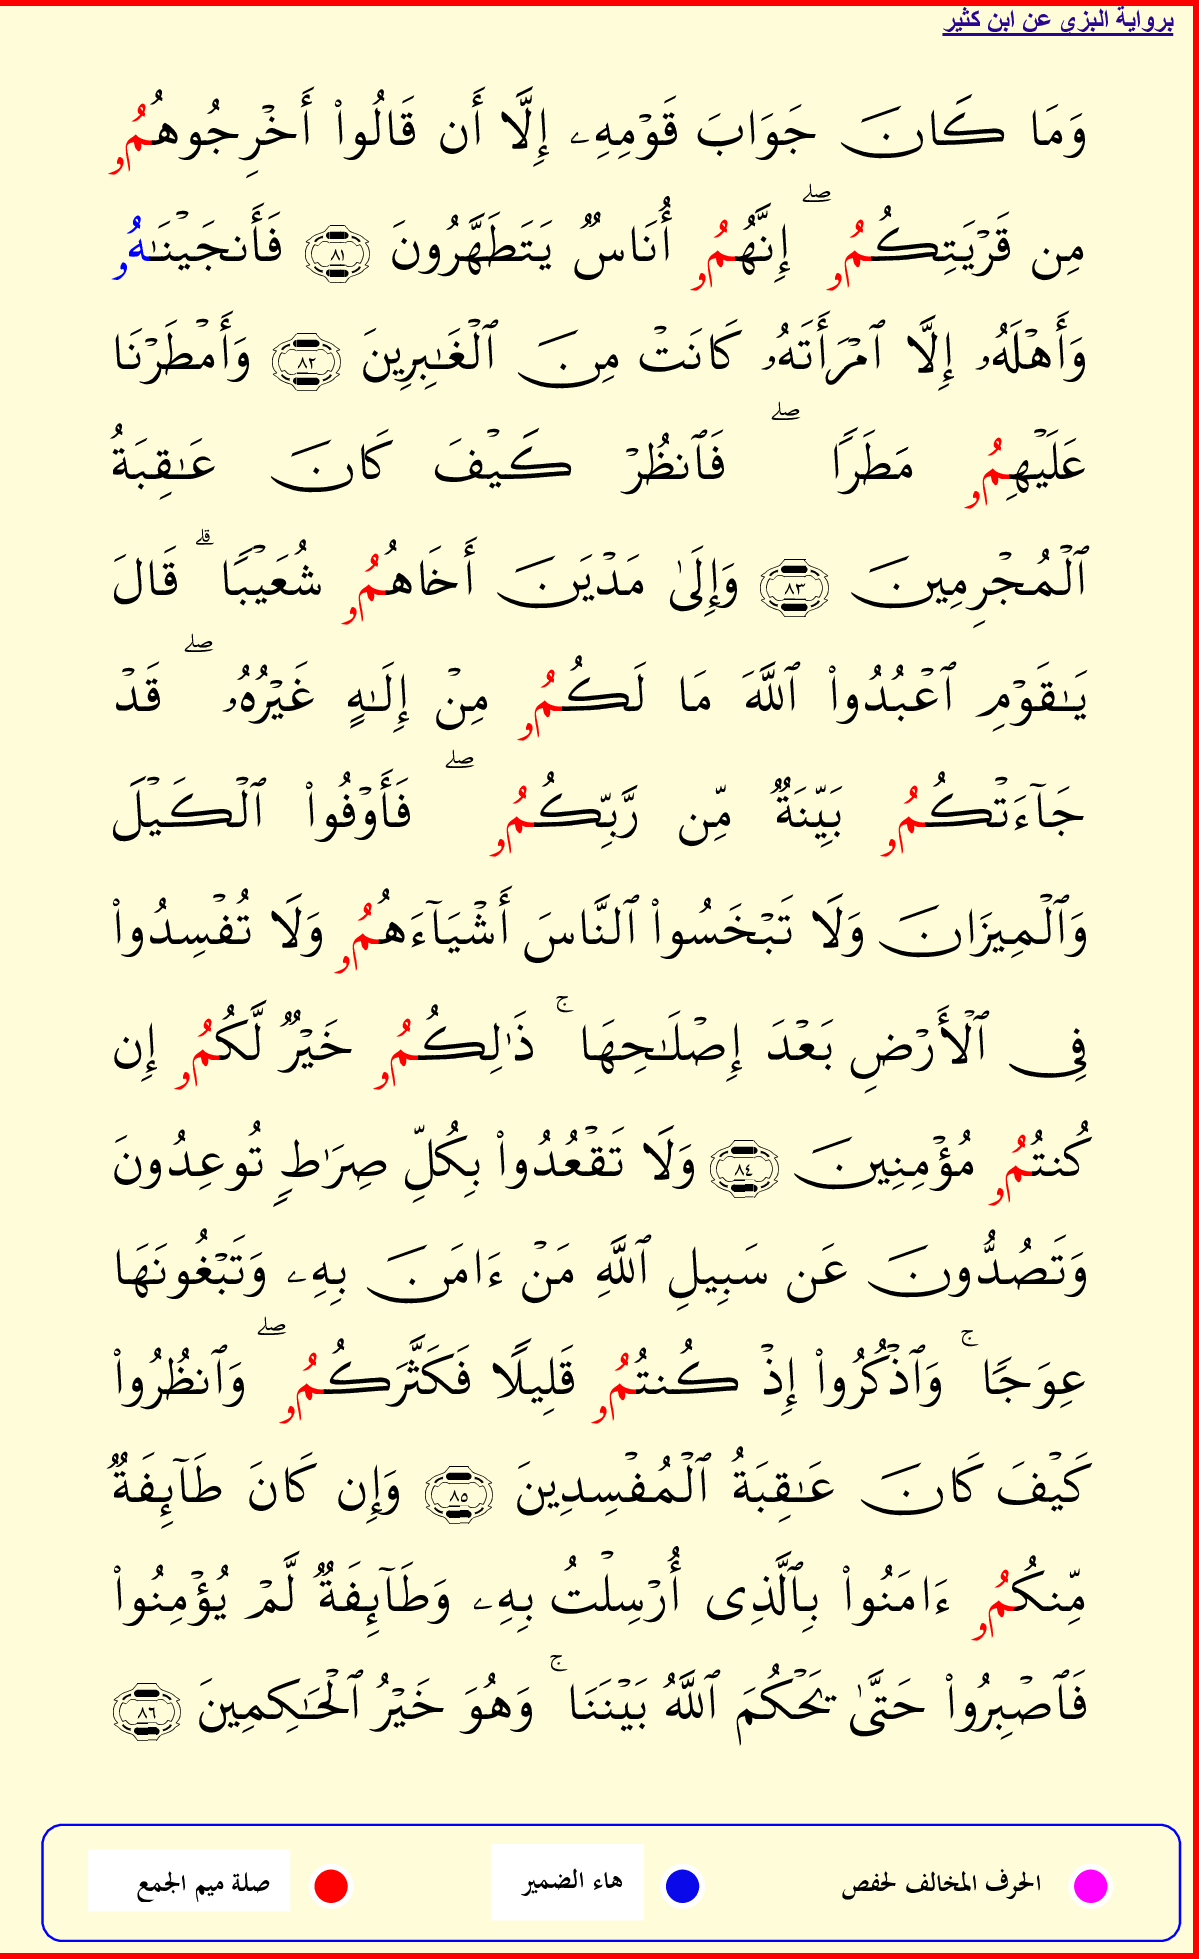 برواية البزي عن ابن كثير
وَمَا كَانَ جَوَابَ قَوْمِهِۦ إِلَّا أَن قَالُوا۟ أَخْرِجُوهُمُۥ
مِن قَرْيَتِكُمُۥ ۖ إِنَّهُمُۥ أُنَاسٌ يَتَطَهَّرُونَ ٨١ فَأَنجَيْنَـٰهُۥ
وَأَهْلَهُۥ إِلَّا ٱمْرَأَتَهُۥ كَانَتْ مِنَ ٱلْغَـٰبِرِينَ ٨٢ وَأَمْطَرْنَا
عَلَيْهِمُۥ مَطَرًا ۖ فَٱنظُرْ كَيْفَ كَانَ عَـٰقِبَةُ
ٱلْمُجْرِمِينَ ٨٣ وَإِلَىٰ مَدْيَنَ أَخَاهُمُۥ شُعَيْبًا ۗ قَالَ
يَـٰقَوْمِ ٱعْبُدُوا۟ ٱللَّهَ مَا لَكُمُۥ مِنْ إِلَـٰهٍ غَيْرُهُۥ ۖ قَدْ
جَآءَتْكُمُۥ بَيِّنَةٌ مِّن رَّبِّكُمُۥ ۖ فَأَوْفُوا۟ ٱلْكَيْلَ
وَٱلْمِيزَانَ وَلَا تَبْخَسُوا۟ ٱلنَّاسَ أَشْيَآءَهُمُۥ وَلَا تُفْسِدُوا۟
فِى ٱلْأَرْضِ بَعْدَ إِصْلَـٰحِهَا ۚ ذَٰلِكُمُۥ خَيْرٌ لَّكُمُۥ إِن
كُنتُمُۥ مُؤْمِنِينَ ٨٤ وَلَا تَقْعُدُوا۟ بِكُلِّ صِرَٰطٍ تُوعِدُونَ
وَتَصُدُّونَ عَن سَبِيلِ ٱللَّهِ مَنْ ءَامَنَ بِهِۦ وَتَبْغُونَهَا
عِوَجًا ۚ وَٱذْكُرُوا۟ إِذْ كُنتُمُۥ قَلِيلًا فَكَثَّرَكُمُۥ ۖ وَٱنظُرُوا۟
كَيْفَ كَانَ عَـٰقِبَةُ ٱلْمُفْسِدِينَ ٨٥ وَإِن كَانَ طَآئِفَةٌ
مِّنكُمُۥ ءَامَنُوا۟ بِٱلَّذِى أُرْسِلْتُ بِهِۦ وَطَآئِفَةٌ لَّمْ يُؤْمِنُوا۟
فَٱصْبِرُوا۟ حَتَّىٰ يَحْكُمَ ٱللَّهُ بَيْنَنَا ۚ وَهُوَ خَيْرُ ٱلْحَـٰكِمِينَ ٨٦
الحرف المخالف لحفص هاء الضمير صلة ميم الجمع